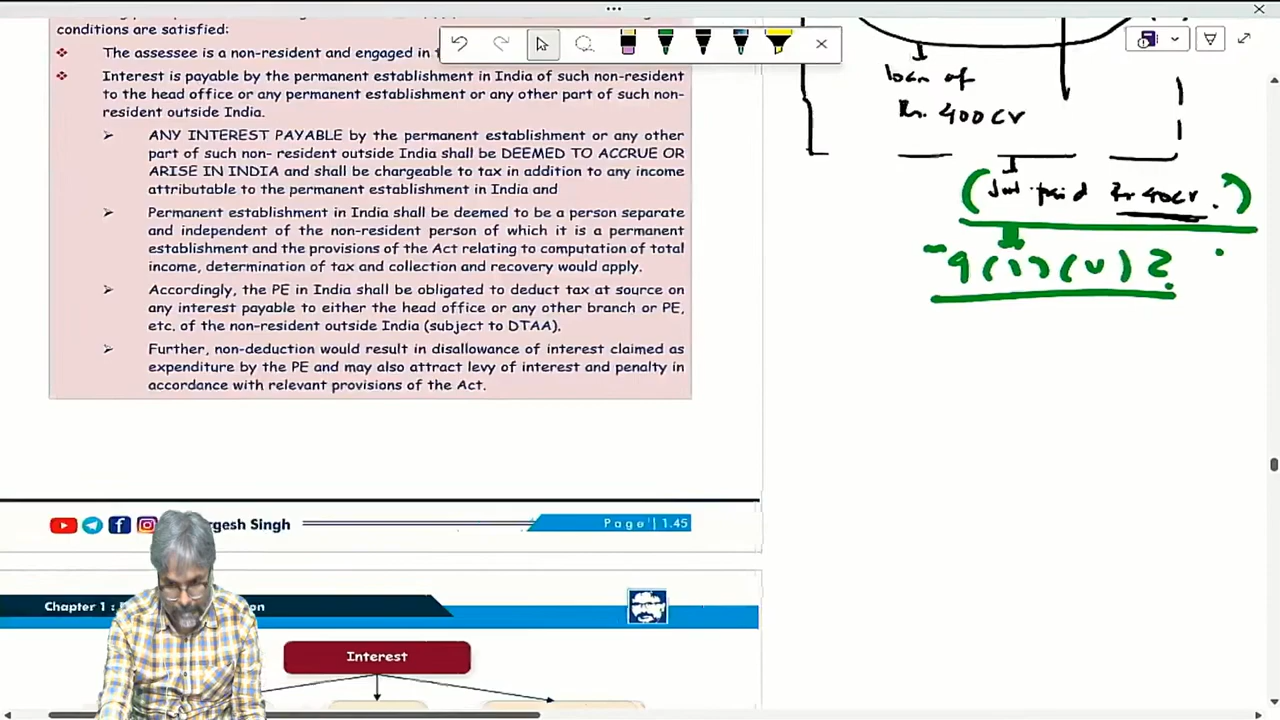 conditions are satisfied:
❖ The assessee is a non-resident and engaged in
❖ Interest is payable by the permanent establishment in India of such non-resident
to the head office or any permanent establishment or any other part of such non-
resident outside India.
➢ ANY INTEREST PAYABLE by the permanent establishment or any other
part of such non- resident outside India shall be DEEMED TO ACCRUE OR
ARISE IN INDIA and shall be chargeable to tax in addition to any income
attributable to the permanent establishment in India and
➢ Permanent establishment in India shall be deemed to be a person separate
and independent of the non-resident person of which it is a permanent
establishment and the provisions of the Act relating to computation of total
income, determination of tax and collection and recovery would apply.
➢ Accordingly, the PE in India shall be obligated to deduct tax at source on
any interest payable to either the head office or any other branch or PE,
etc. of the non-resident outside India (subject to DTAA).
➢ Further, non-deduction would result in disallowance of interest claimed as
expenditure by the PE and may also attract levy of interest and penalty in
accordance with relevant provisions of the Act.
gesh Singh
Page | 1.45
Chapter 1 :
on
Interest
loan of
Rs. 400 cr
(Int. paid Rs. 40 cr.?)
9(1)(v)?